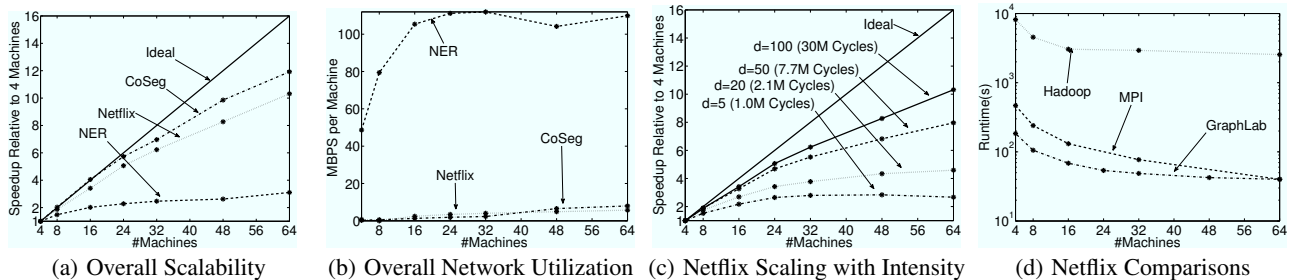 Speedup Relative to 4 Machines
16
14
12
10
8
6
4
2
1
Ideal
CoSeg
Netflix
NER
4 8 16 24 32 40 48 56 64
#Machines
(a) Overall Scalability
MBPS per Machine
100
80
60
40
20
0
NER
CoSeg
Netflix
8 16 24 32 40 48 56 64
#Machines
(b) Overall Network Utilization
Speedup Relative to 4 Machines
16
14
12
10
8
6
4
2
1
Ideal
d=100 (30M Cycles)
d=50 (7.7M Cycles)
d=20 (2.1M Cycles)
d=5 (1.0M Cycles)
4 8 16 24 32 40 48 56 64
#Machines
(c) Netflix Scaling with Intensity
Runtime(s)
10^4
10^3
10^2
10^1
Hadoop
MPI
GraphLab
4 8 16 24 32 40 48 56 64
#Machines
(d) Netflix Comparisons